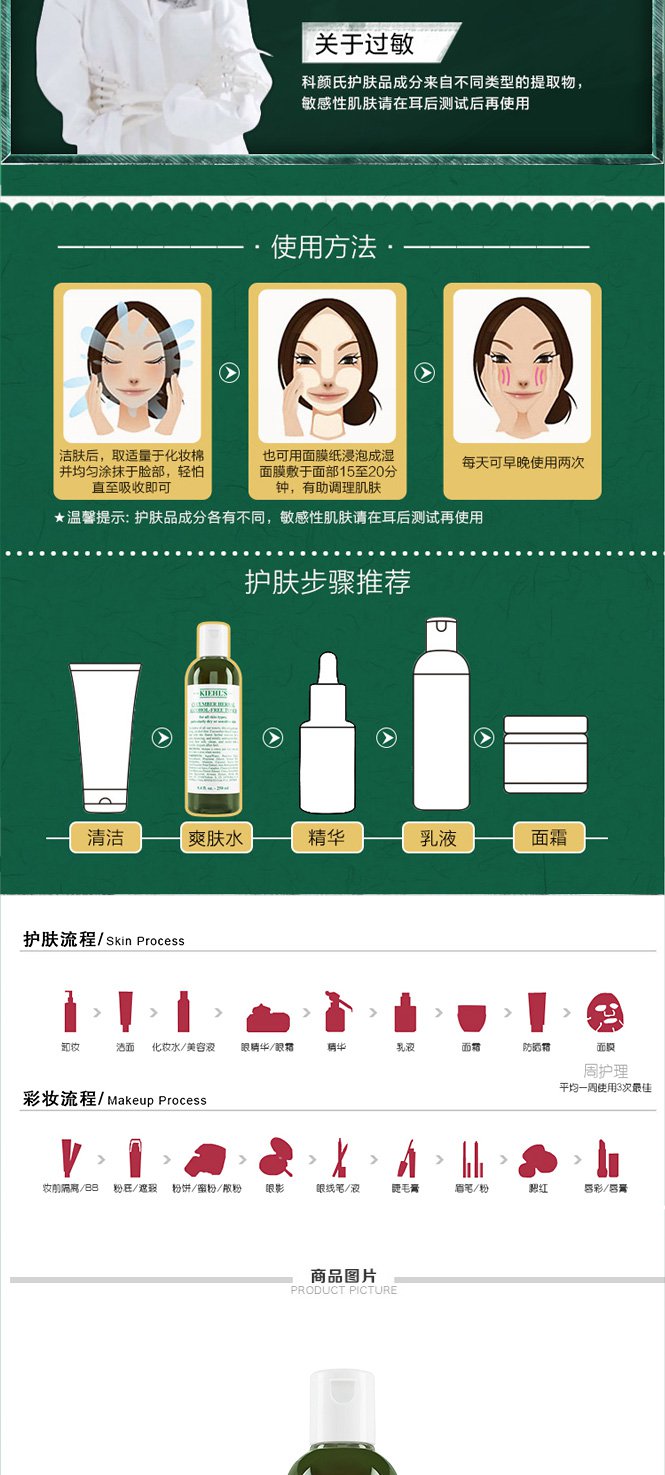 关于过敏
科颜氏护肤品成分来自不同类型的提取物，
敏感性肌肤请在耳后测试后再使用
· 使用方法 ·
洁肤后，取适量于化妆棉
并均匀涂抹于脸部，轻怕
直至吸收即可
也可用面膜纸浸泡成湿
面膜敷于面部15至20分
钟，有助调理肌肤
每天可早晚使用两次
★温馨提示: 护肤品成分各有不同，敏感性肌肤请在耳后测试再使用
护肤步骤推荐
KIEHL'S
CUCUMBER HERBAL
ALCOHOL-FREE TONER
for all skin types,
8.4 fl. oz. - 250 ml
清洁
爽肤水
精华
乳液
面霜
护肤流程/Skin Process
卸妆
洁面
化妆水/美容液
眼精华/眼霜
精华
乳液
面霜
防晒霜
面膜
周护理
平均一周使用3次最佳
彩妆流程/Makeup Process
妆前隔离/BB
粉底/遮瑕
粉饼/蜜粉/散粉
眼影
眼线笔/液
睫毛膏
眉笔/粉
腮红
唇彩/唇膏
商品图片
PRODUCT PICTURE